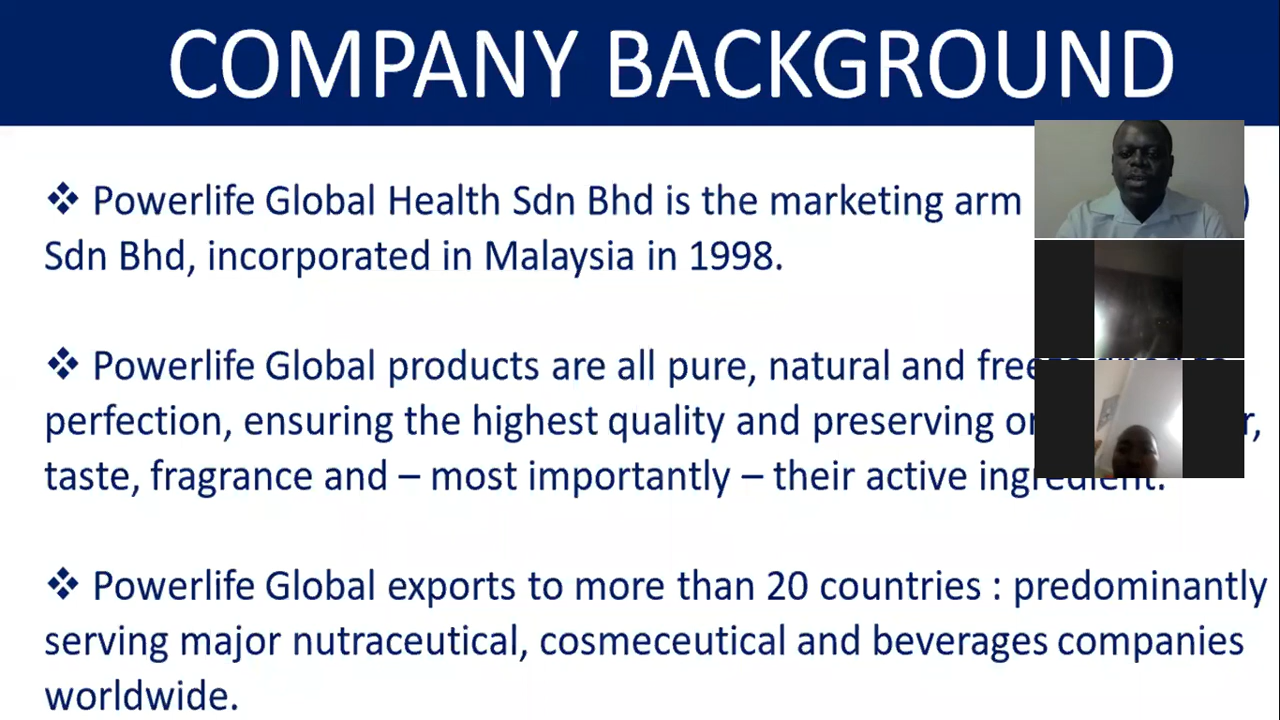 COMPANY BACKGROUND
❖ Powerlife Global Health Sdn Bhd is the marketing arm )
Sdn Bhd, incorporated in Malaysia in 1998.
❖ Powerlife Global products are all pure, natural and
perfection, ensuring the highest quality and preserving
taste, fragrance and – most importantly – their active ingredient.
❖ Powerlife Global exports to more than 20 countries : predominantly
serving major nutraceutical, cosmeceutical and beverages companies
worldwide.